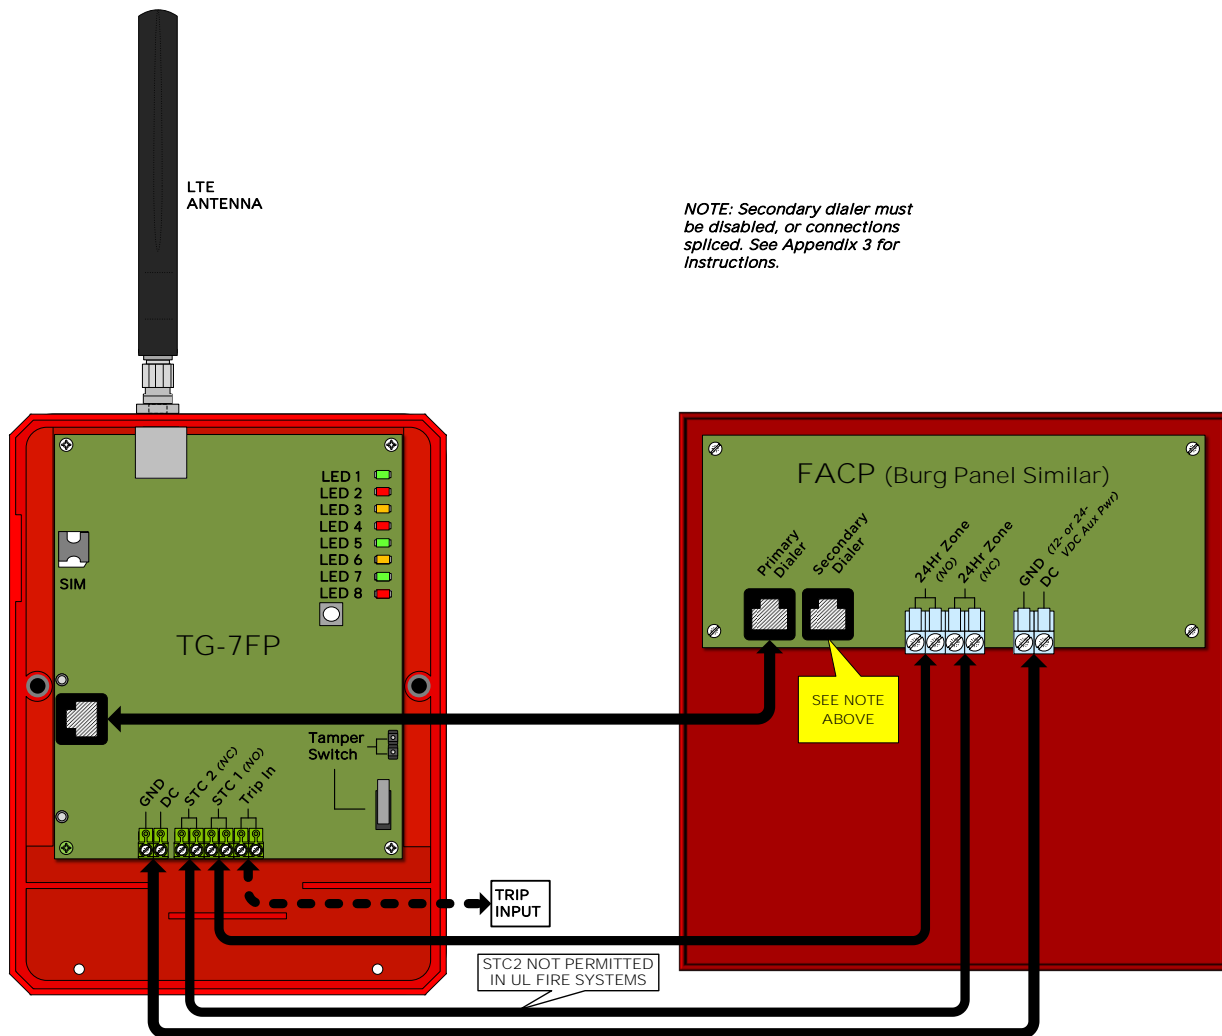 LTE
ANTENNA
NOTE: Secondary dialer must
be disabled, or connections
spliced. See Appendix 3 for
instructions.
LED 1
LED 2
LED 3
LED 4
LED 5
LED 6
LED 7
LED 8
SIM
TG-7FP
Tamper
Switch
GND
DC
STC 2 (NC)
STC 1 (NO)
Trip In
FACP (Burg Panel Similar)
Primary
Dialer
Secondary
Dialer
24Hr Zone
(NO)
24Hr Zone
(NC)
GND (12- or 24-
DC VDC Aux Pwr)
SEE NOTE
ABOVE
TRIP
INPUT
STC2 NOT PERMITTED
IN UL FIRE SYSTEMS